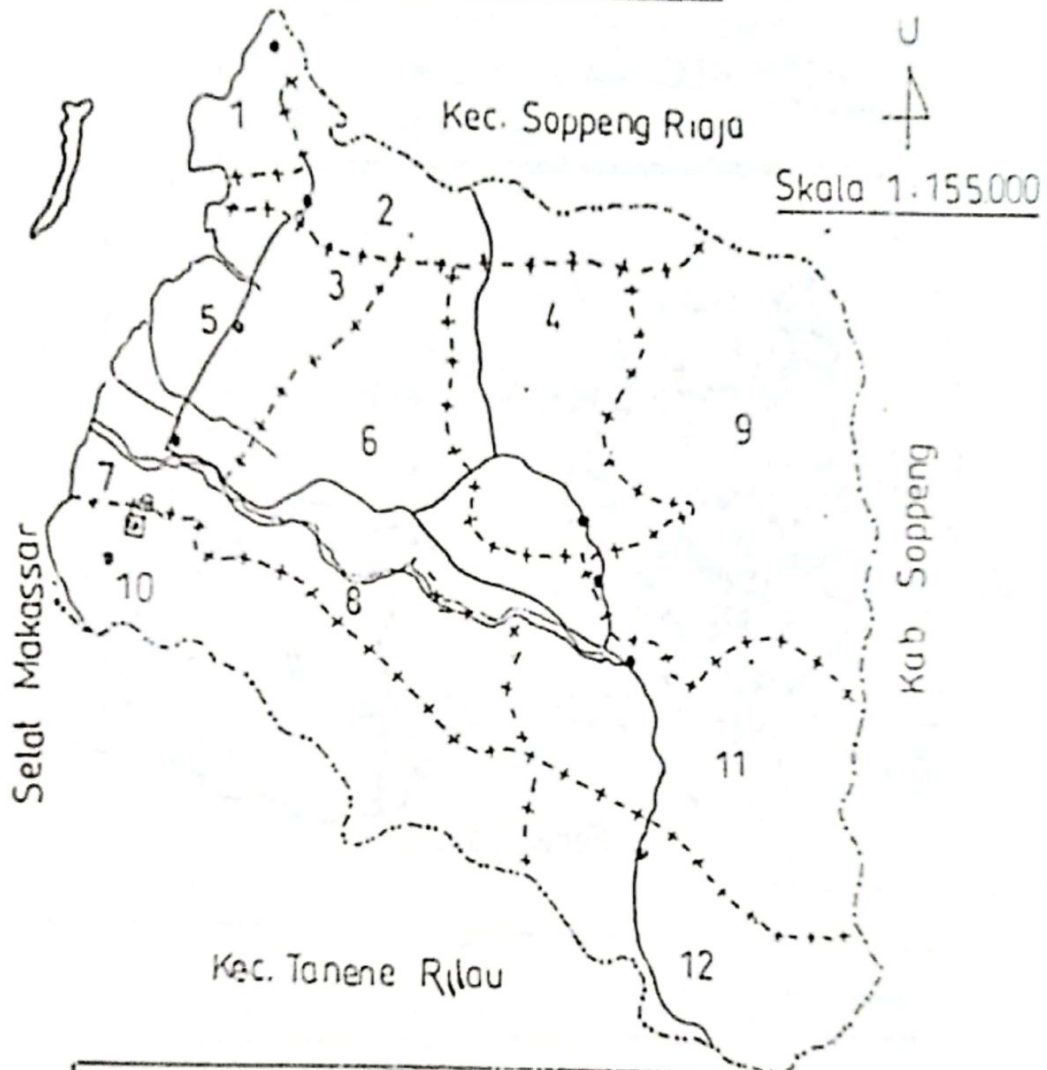 U
Kec. Soppeng Riaja
Skala 1:155.000
1
2
3
4
5
6
7
8
9
10
11
12
Selat Makassar
Kab Soppeng
Kec. Tanene Rilau